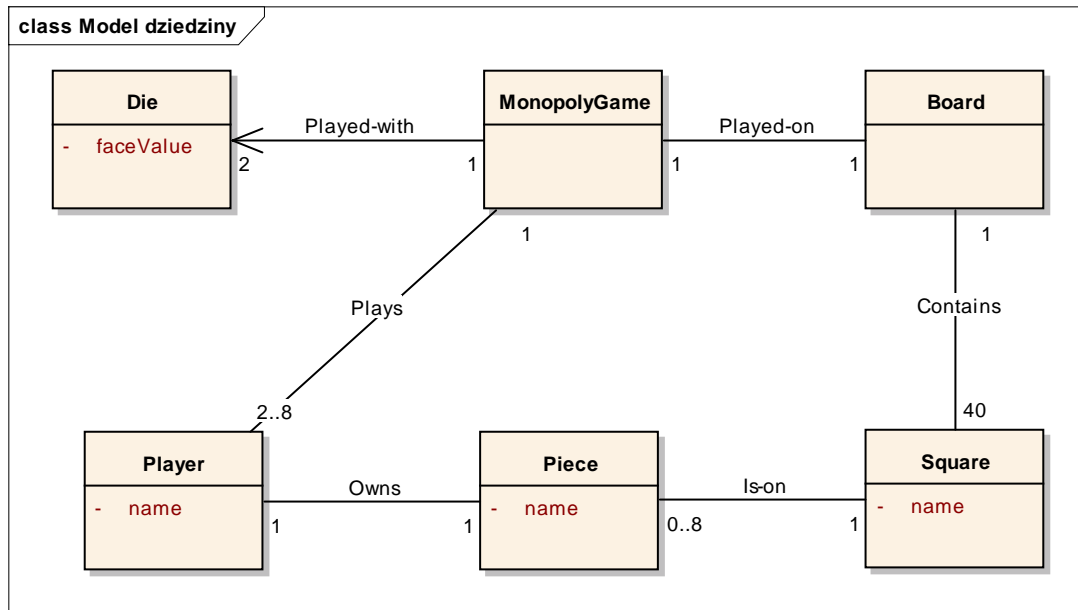 class Model dziedziny
Die
- faceValue
MonopolyGame
Board
Played-with
2
1
Played-on
1
1
1
Plays
2..8
1
Contains
40
Player
- name
Piece
- name
Square
- name
Owns
1
1
Is-on
0..8
1